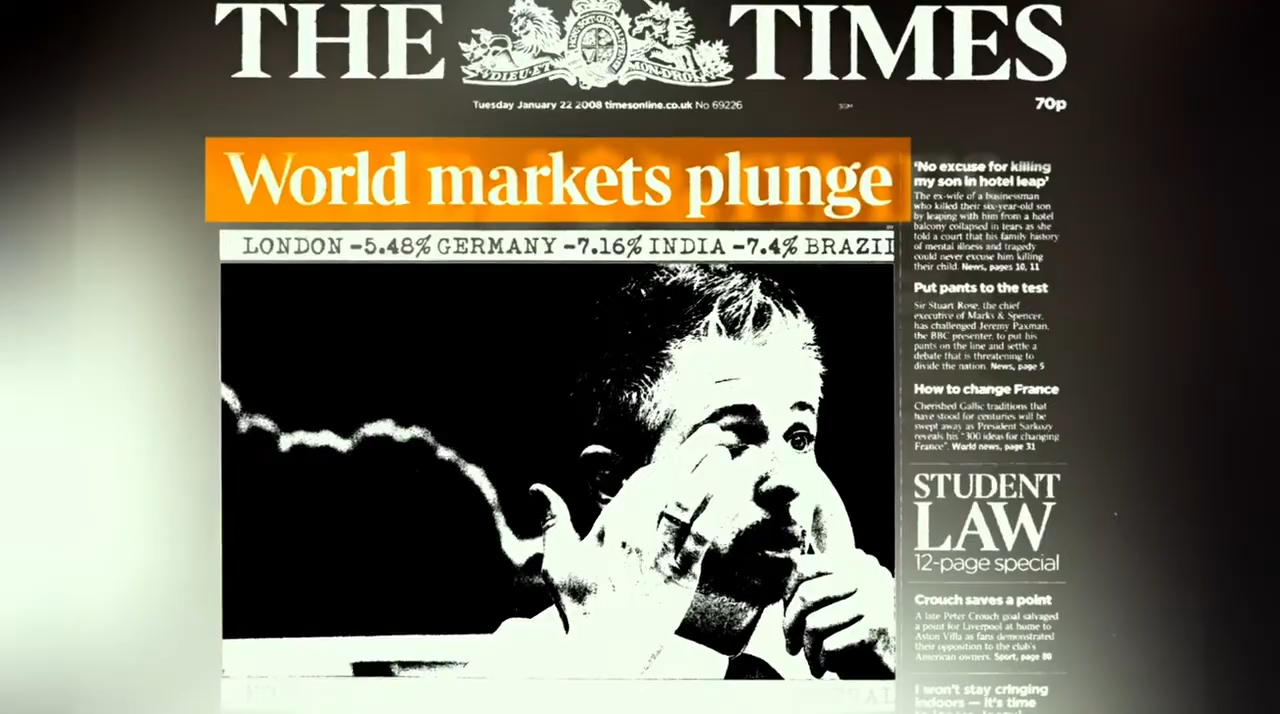 THE TIMES
DIEU ET MON DROIT
Tuesday January 22 2008 timesonline.co.uk No 69226
70p
World markets plunge
LONDON -5.48% GERMANY -7.16% INDIA -7.4% BRAZIL
'No excuse for killing
my son in hotel leap'
The ex-wife of a businessman
who killed their six-year-old son
by leaping with him from a hotel
balcony collapsed in tears as she
told a court that his family history
of mental illness and tragedy
could never excuse him killing
their child. News, pages 10, 11
Put pants to the test
Sir Stuart Rose, the chief
executive of Marks & Spencer,
has challenged Jeremy Paxman,
the BBC presenter, to put his
pants on the line and settle a
debate that is threatening to
divide the nation. News, page 5
How to change France
Cherished Gallic traditions that
have stood for centuries will be
swept away as President Sarkozy
reveals his "300 ideas for changing
France". World news, page 31
STUDENT
LAW
12-page special
Crouch saves a point
A late Peter Crouch goal salvaged
a point for Liverpool at home to
Aston Villa as fans demonstrated
their opposition to the club's
American owners. Sport, page 80
I won't stay cringing
indoors — it's time